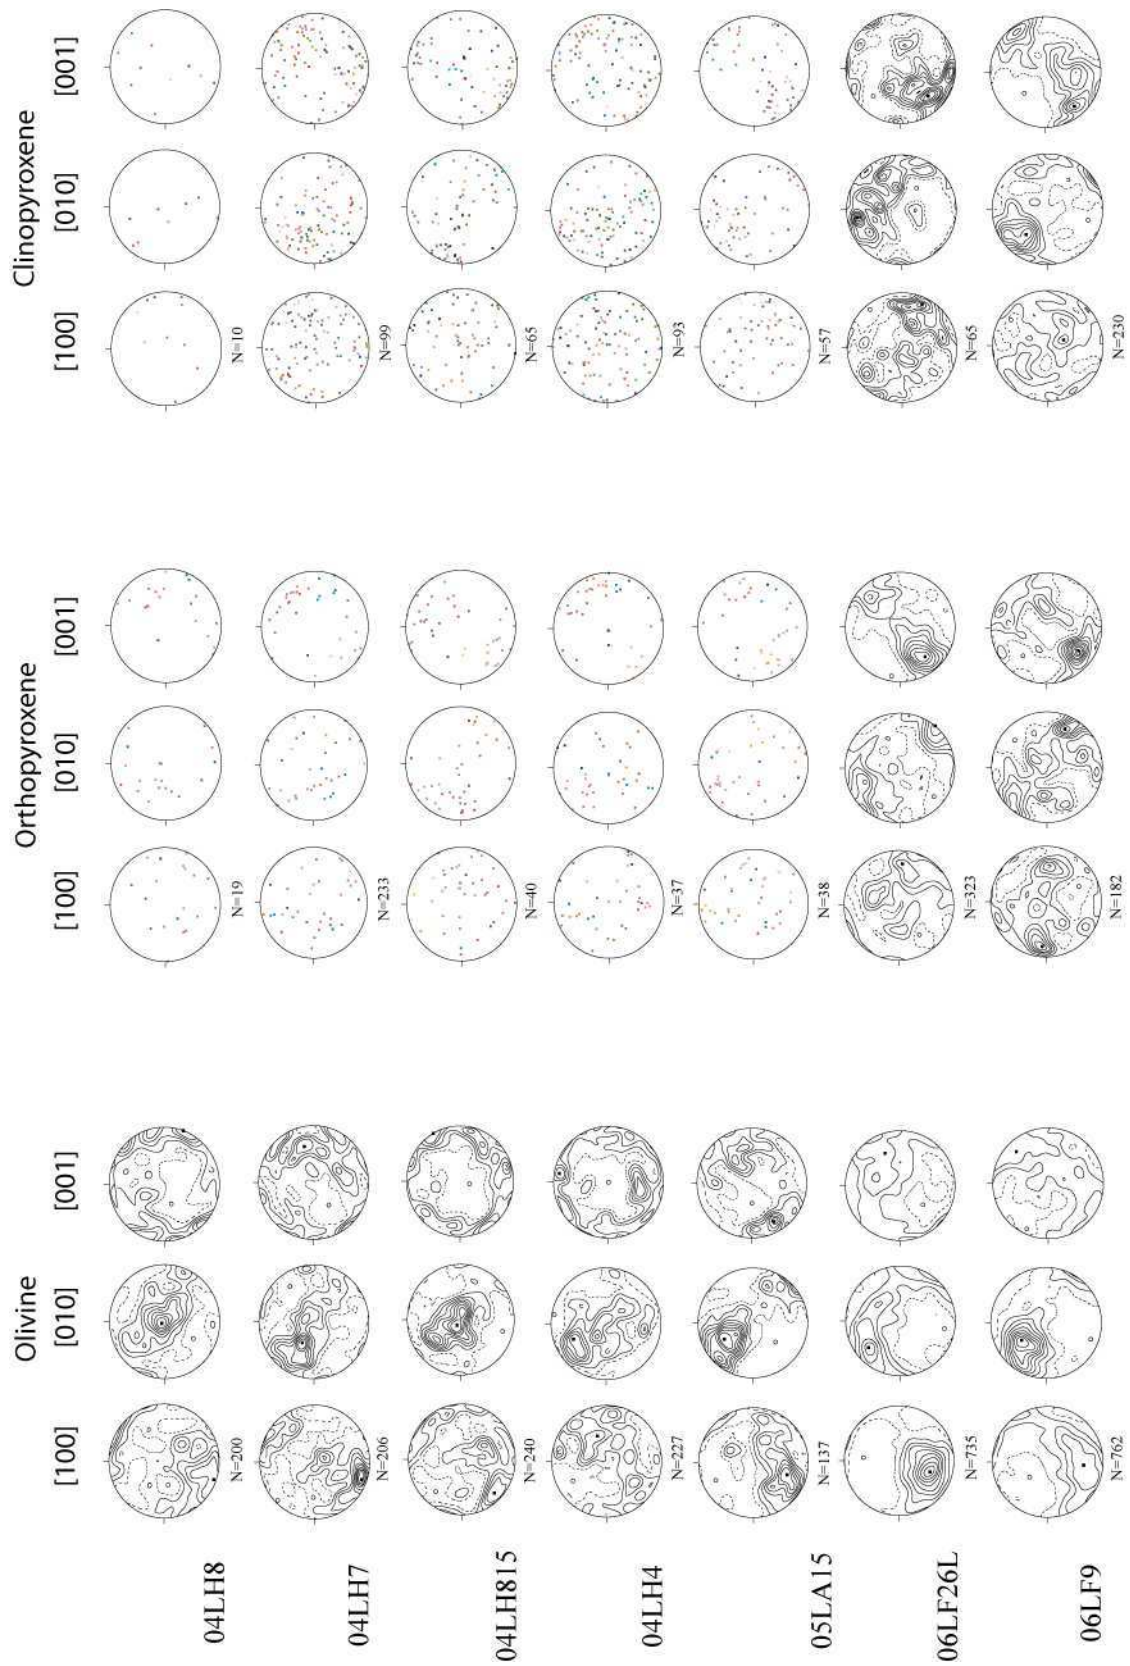 Olivine Orthopyroxene Clinopyroxene
[100] [010] [001] [100] [010] [001] [100] [010] [001]
04LH8 N=200 N=19 N=10
04LH7 N=206 N=233 N=99
04LH815 N=240 N=40 N=65
04LH4 N=227 N=37 N=93
05LA15 N=137 N=38 N=57
06LF26L N=735 N=323 N=65
06LF9 N=762 N=182 N=230